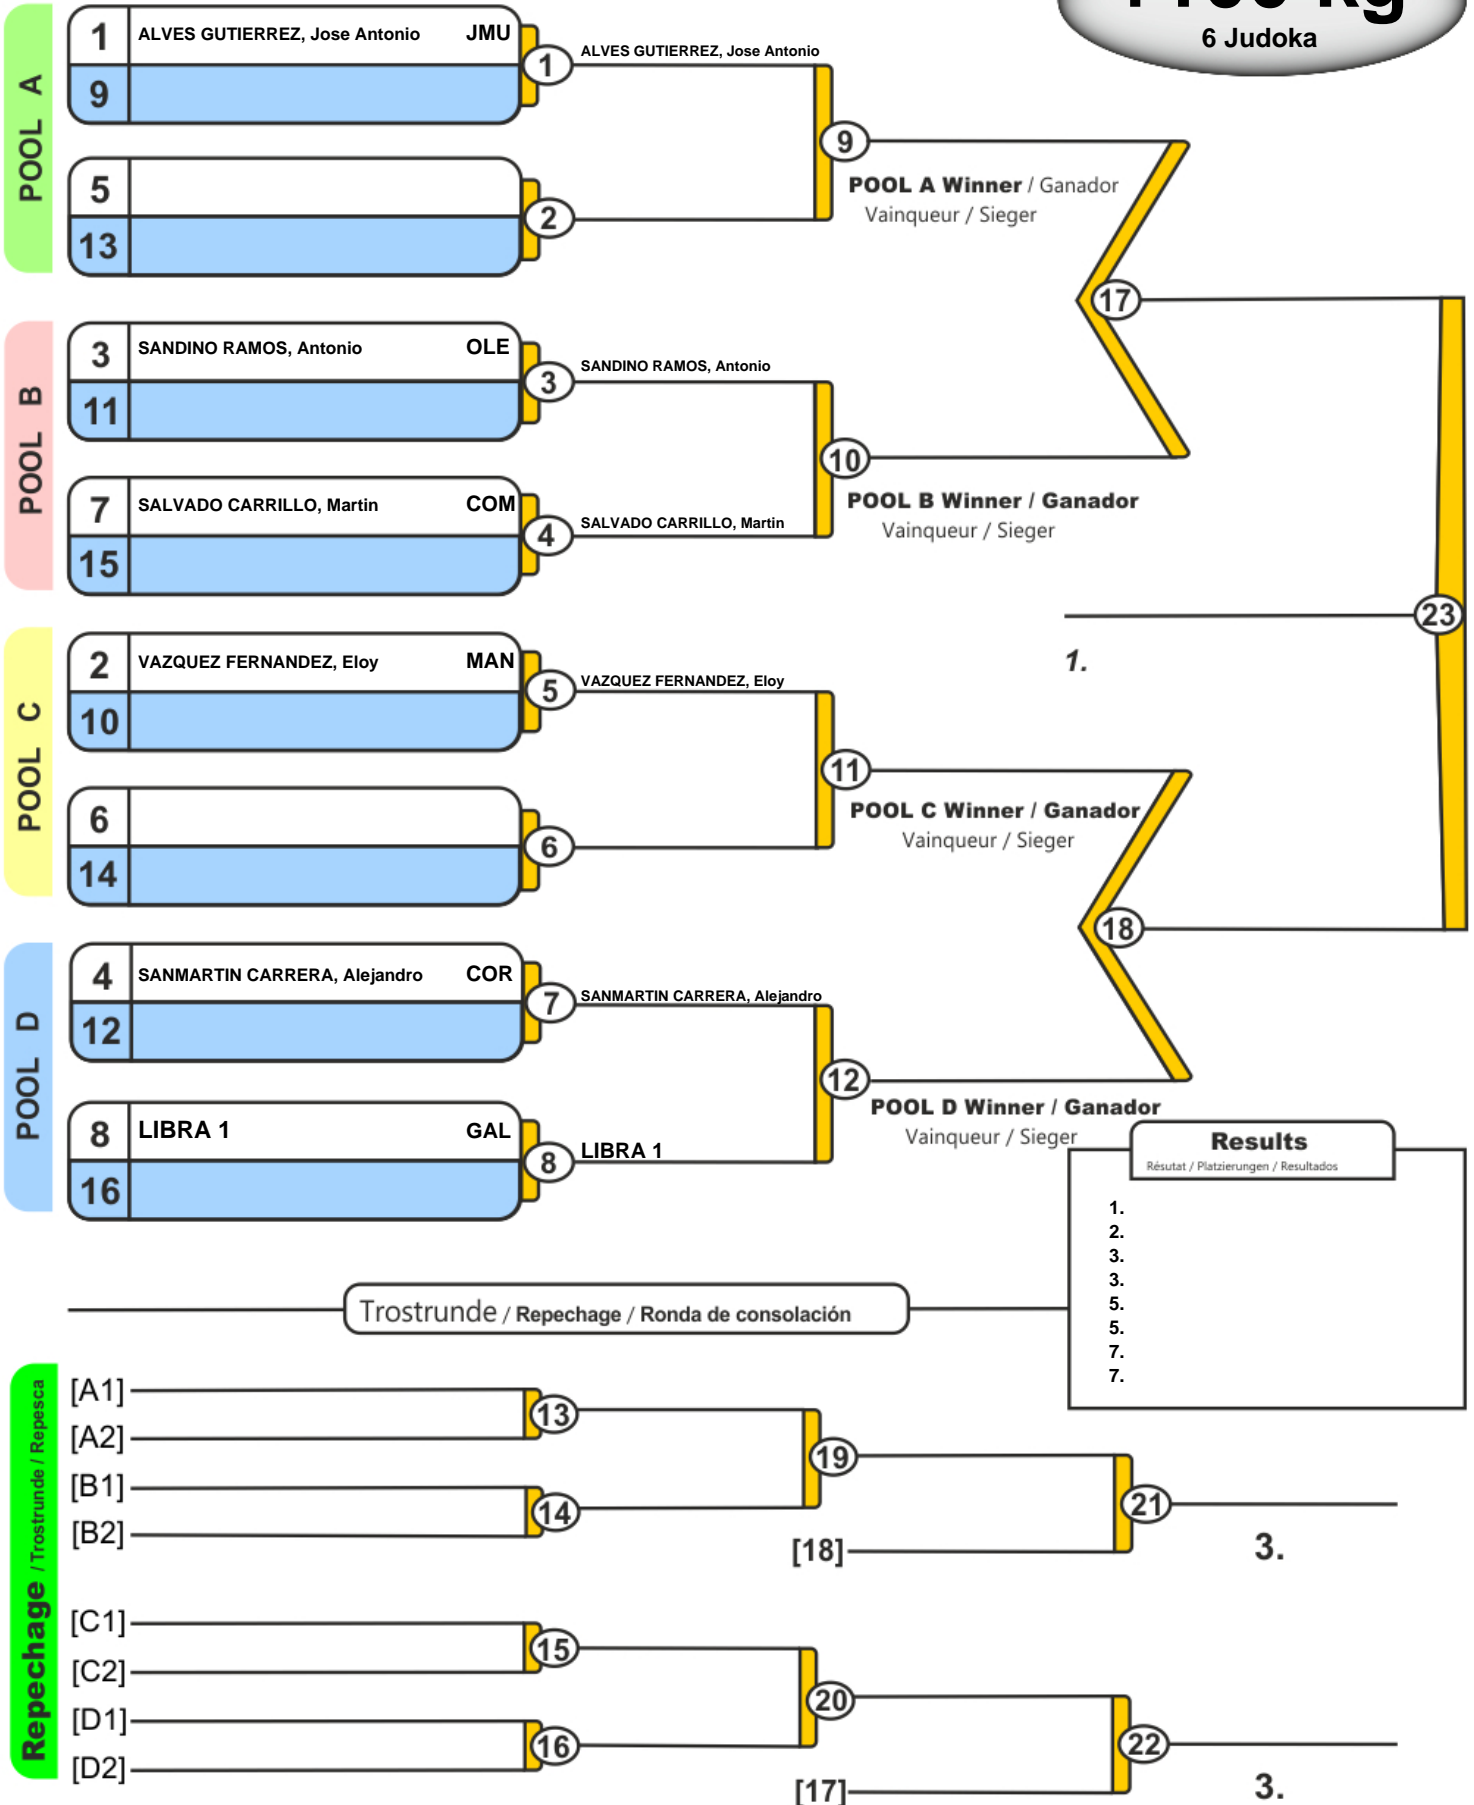 6 Judoka
POOL A
1 ALVES GUTIERREZ, Jose Antonio JMU
9
1
ALVES GUTIERREZ, Jose Antonio
5
13
2
9
POOL A Winner / Ganador
Vainqueur / Sieger
POOL B
3 SANDINO RAMOS, Antonio OLE
11
3
SANDINO RAMOS, Antonio
7 SALVADO CARRILLO, Martin COM
15
4
SALVADO CARRILLO, Martin
10
POOL B Winner / Ganador
Vainqueur / Sieger
17
23
1.
POOL C
2 VAZQUEZ FERNANDEZ, Eloy MAN
10
5
VAZQUEZ FERNANDEZ, Eloy
6
14
6
11
POOL C Winner / Ganador
Vainqueur / Sieger
18
POOL D
4 SANMARTIN CARRERA, Alejandro COR
12
7
SANMARTIN CARRERA, Alejandro
8 LIBRA 1 GAL
16
8
LIBRA 1
12
POOL D Winner / Ganador
Vainqueur / Sieger
Results
Résutat / Platzierungen / Resultados
1.
2.
3.
3.
5.
5.
7.
7.
Trostrunde / Repechage / Ronda de consolación
Repechage / Trostrunde / Repesca
[A1]
[A2]
13
[B1]
[B2]
14
19
[18]
21
3.
[C1]
[C2]
15
[D1]
[D2]
16
20
[17]
22
3.